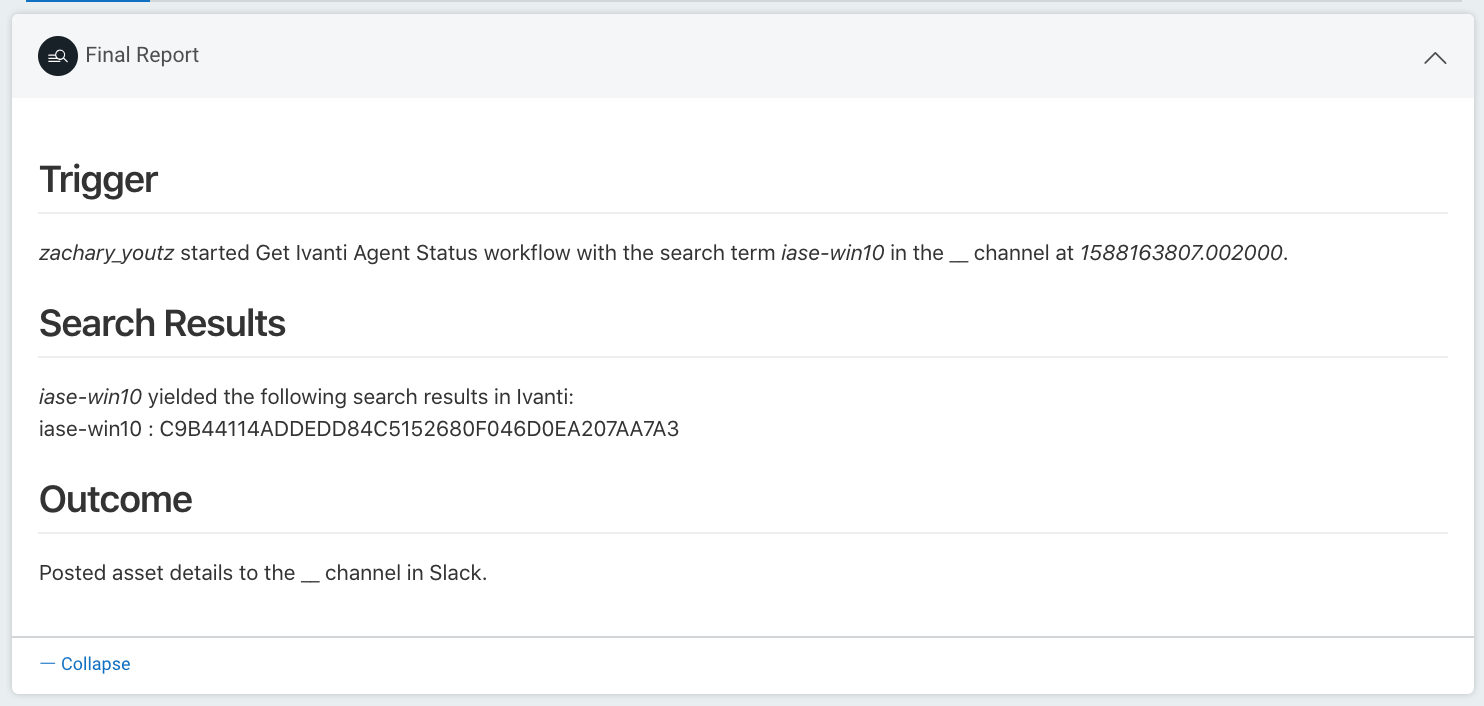 Final Report
Trigger
zachary_youtz started Get Ivanti Agent Status workflow with the search term iase-win10 in the __ channel at 1588163807.002000.
Search Results
iase-win10 yielded the following search results in Ivanti:
iase-win10 : C9B44114ADDEDD84C5152680F046D0EA207AA7A3
Outcome
Posted asset details to the __ channel in Slack.
— Collapse